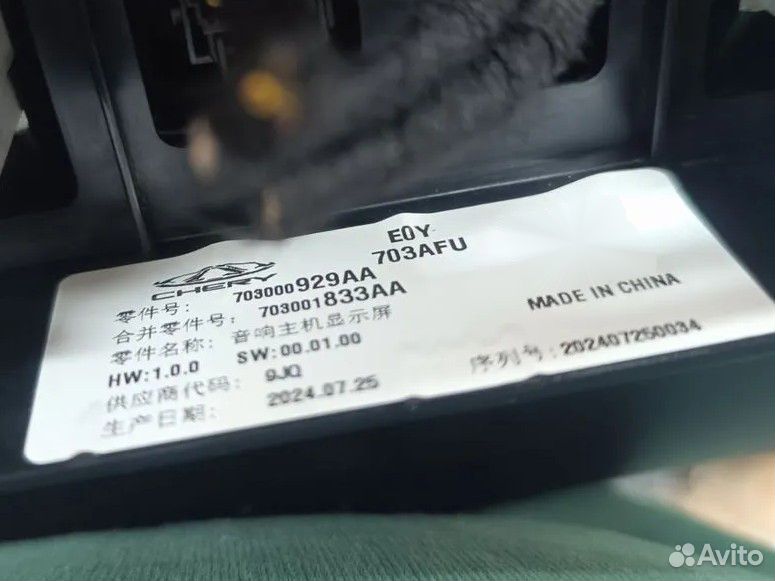 E0Y
703AFU
CHERY
零件号: 703000929AA
合并零件号: 703001833AA
零件名称: 音响主机显示屏
HW:1.0.0 SW:00.01.00
MADE IN CHINA
供应商代码: 9JQ
生产日期: 2024.07.25
序列号: 202407250034
Avito